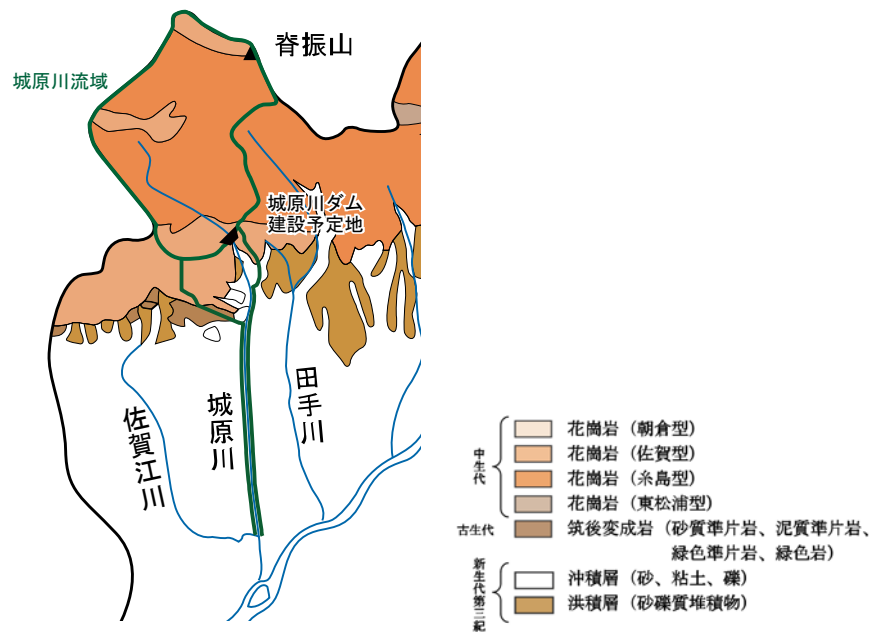 脊振山
城原川流域
城原川ダム
建設予定地
佐賀江川
城原川
田手川
中生代
花崗岩（朝倉型）
花崗岩（佐賀型）
花崗岩（糸島型）
花崗岩（東松浦型）
古生代
筑後変成岩（砂質準片岩、泥質準片岩、
緑色準片岩、緑色岩）
新生代第三紀
沖積層（砂、粘土、礫）
洪積層（砂礫質堆積物）